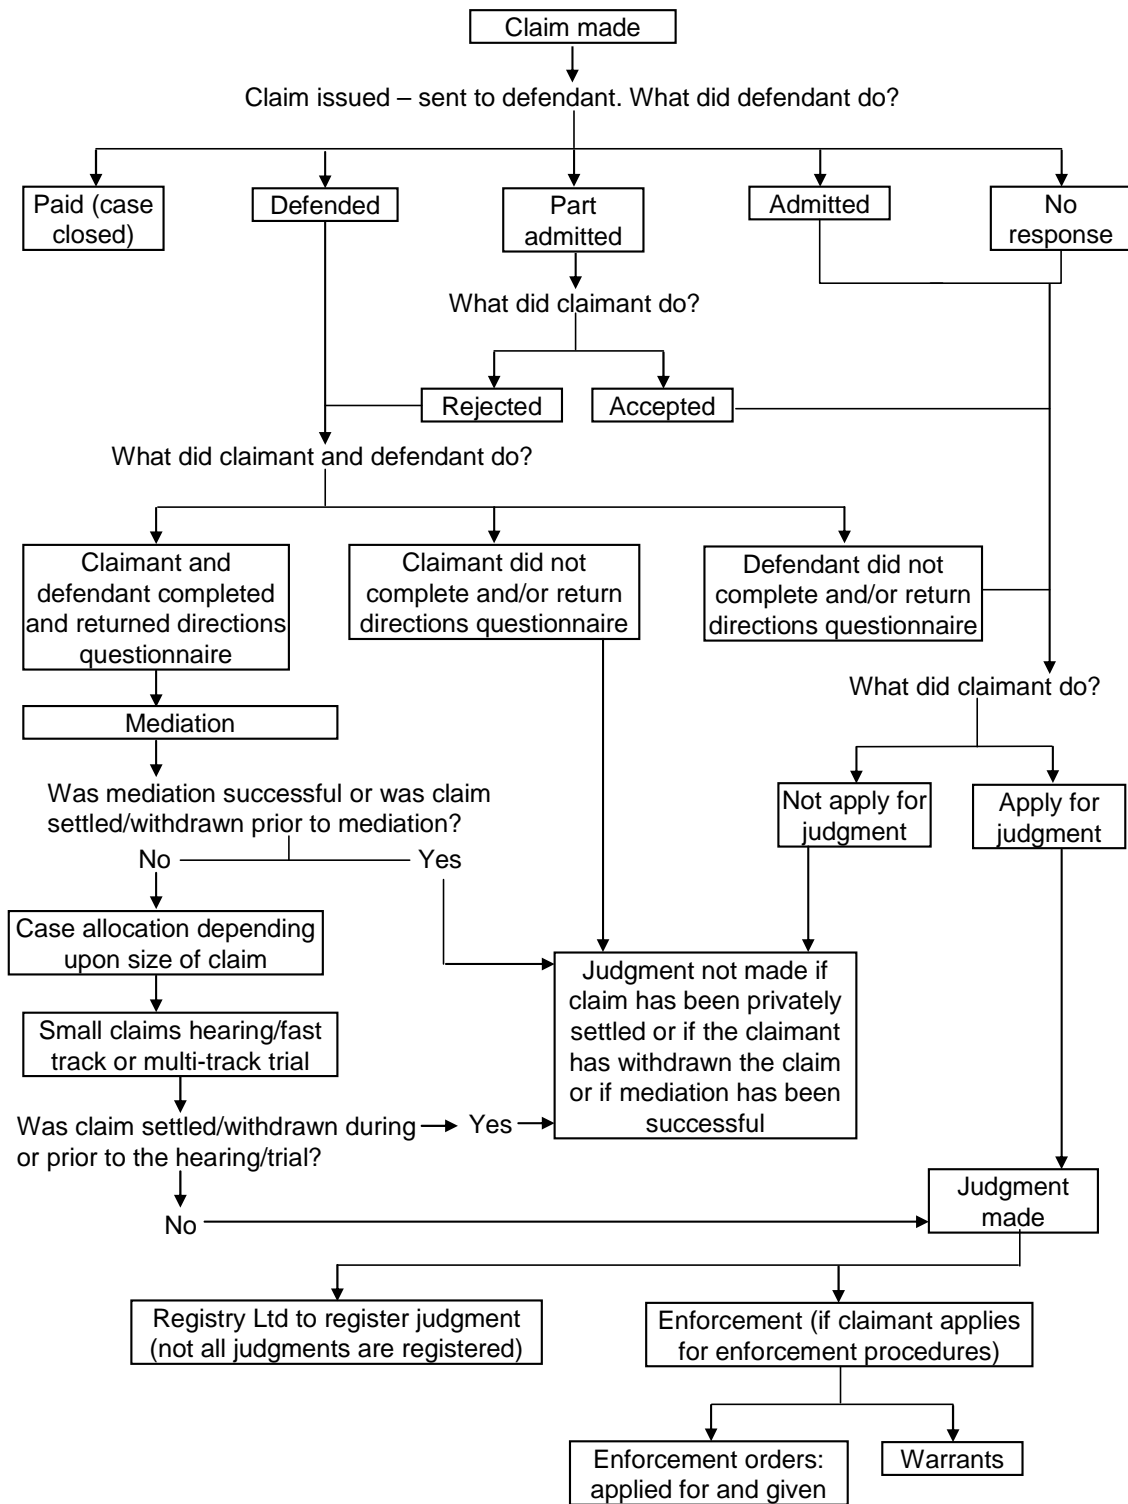 Claim made
Claim issued – sent to defendant. What did defendant do?
Paid (case
closed)
Defended
Part
admitted
Admitted
No
response
What did claimant do?
Rejected
Accepted
What did claimant and defendant do?
Claimant and
defendant completed
and returned directions
questionnaire
Claimant did not
complete and/or return
directions questionnaire
Defendant did not
complete and/or return
directions questionnaire
What did claimant do?
Mediation
Was mediation successful or was claim
settled/withdrawn prior to mediation?
Not apply for
judgment
Apply for
judgment
No
Yes
Case allocation depending
upon size of claim
Judgment not made if
claim has been privately
settled or if the claimant
has withdrawn the claim
or if mediation has been
successful
Small claims hearing/fast
track or multi-track trial
Was claim settled/withdrawn during
or prior to the hearing/trial?
Yes
No
Judgment
made
Registry Ltd to register judgment
(not all judgments are registered)
Enforcement (if claimant applies
for enforcement procedures)
Enforcement orders:
applied for and given
Warrants